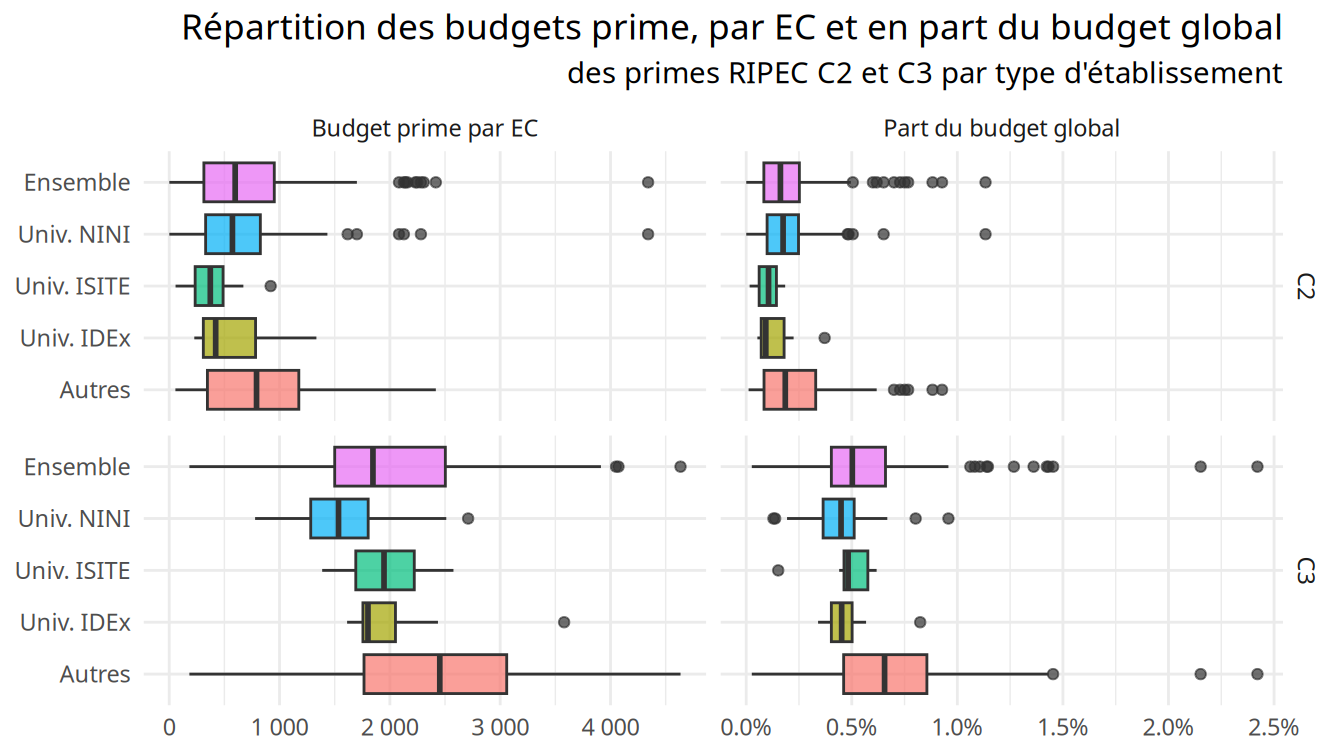 Répartition des budgets prime, par EC et en part du budget global
des primes RIPEC C2 et C3 par type d'établissement
Budget prime par EC
Part du budget global
Ensemble
Univ. NINI
Univ. ISITE
Univ. IDEx
Autres
C2
Ensemble
Univ. NINI
Univ. ISITE
Univ. IDEx
Autres
C3
0 1 000 2 000 3 000 4 000
0.0% 0.5% 1.0% 1.5% 2.0% 2.5%